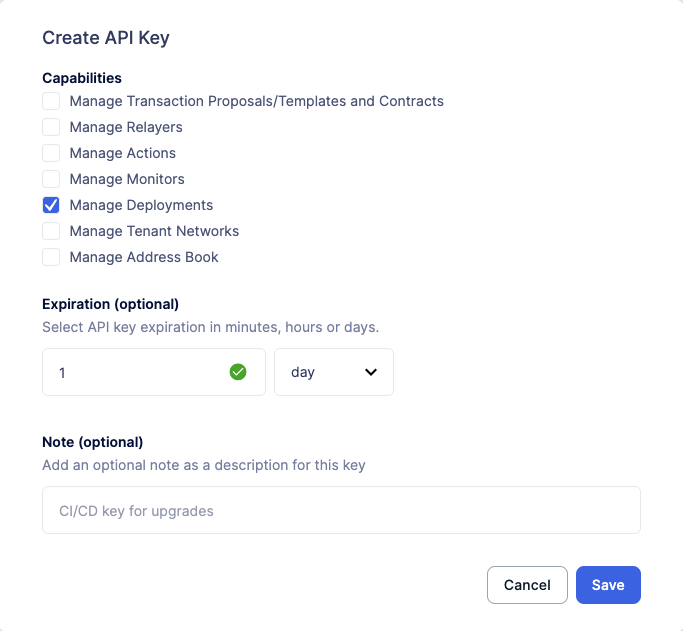 Create API Key
Capabilities
Manage Transaction Proposals/Templates and Contracts
Manage Relayers
Manage Actions
Manage Monitors
Manage Deployments
Manage Tenant Networks
Manage Address Book
Expiration (optional)
Select API key expiration in minutes, hours or days.
1 day
Note (optional)
Add an optional note as a description for this key
CI/CD key for upgrades
Cancel Save